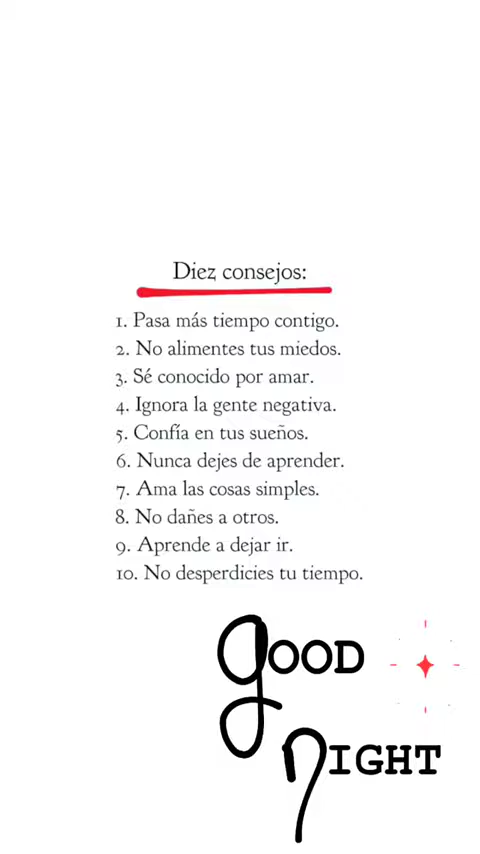 Diez consejos:
1. Pasa más tiempo contigo.
2. No alimentes tus miedos.
3. Sé conocido por amar.
4. Ignora la gente negativa.
5. Confía en tus sueños.
6. Nunca dejes de aprender.
7. Ama las cosas simples.
8. No dañes a otros.
9. Aprende a dejar ir.
10. No desperdicies tu tiempo.
gOOD
nIGHT